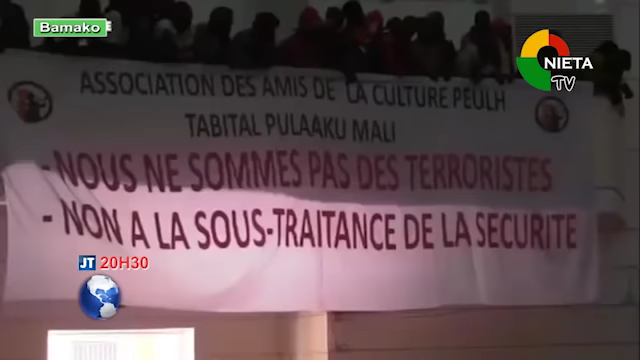 Bamako
NIETA
TV
ASSOCIATION DES AMIS DE LA CULTURE PEULH
TABITAL PULAAKU MALI
- NOUS NE SOMMES PAS DES TERRORISTES
- NON A LA SOUS-TRAITANCE DE LA SECURITE
JT 20H30